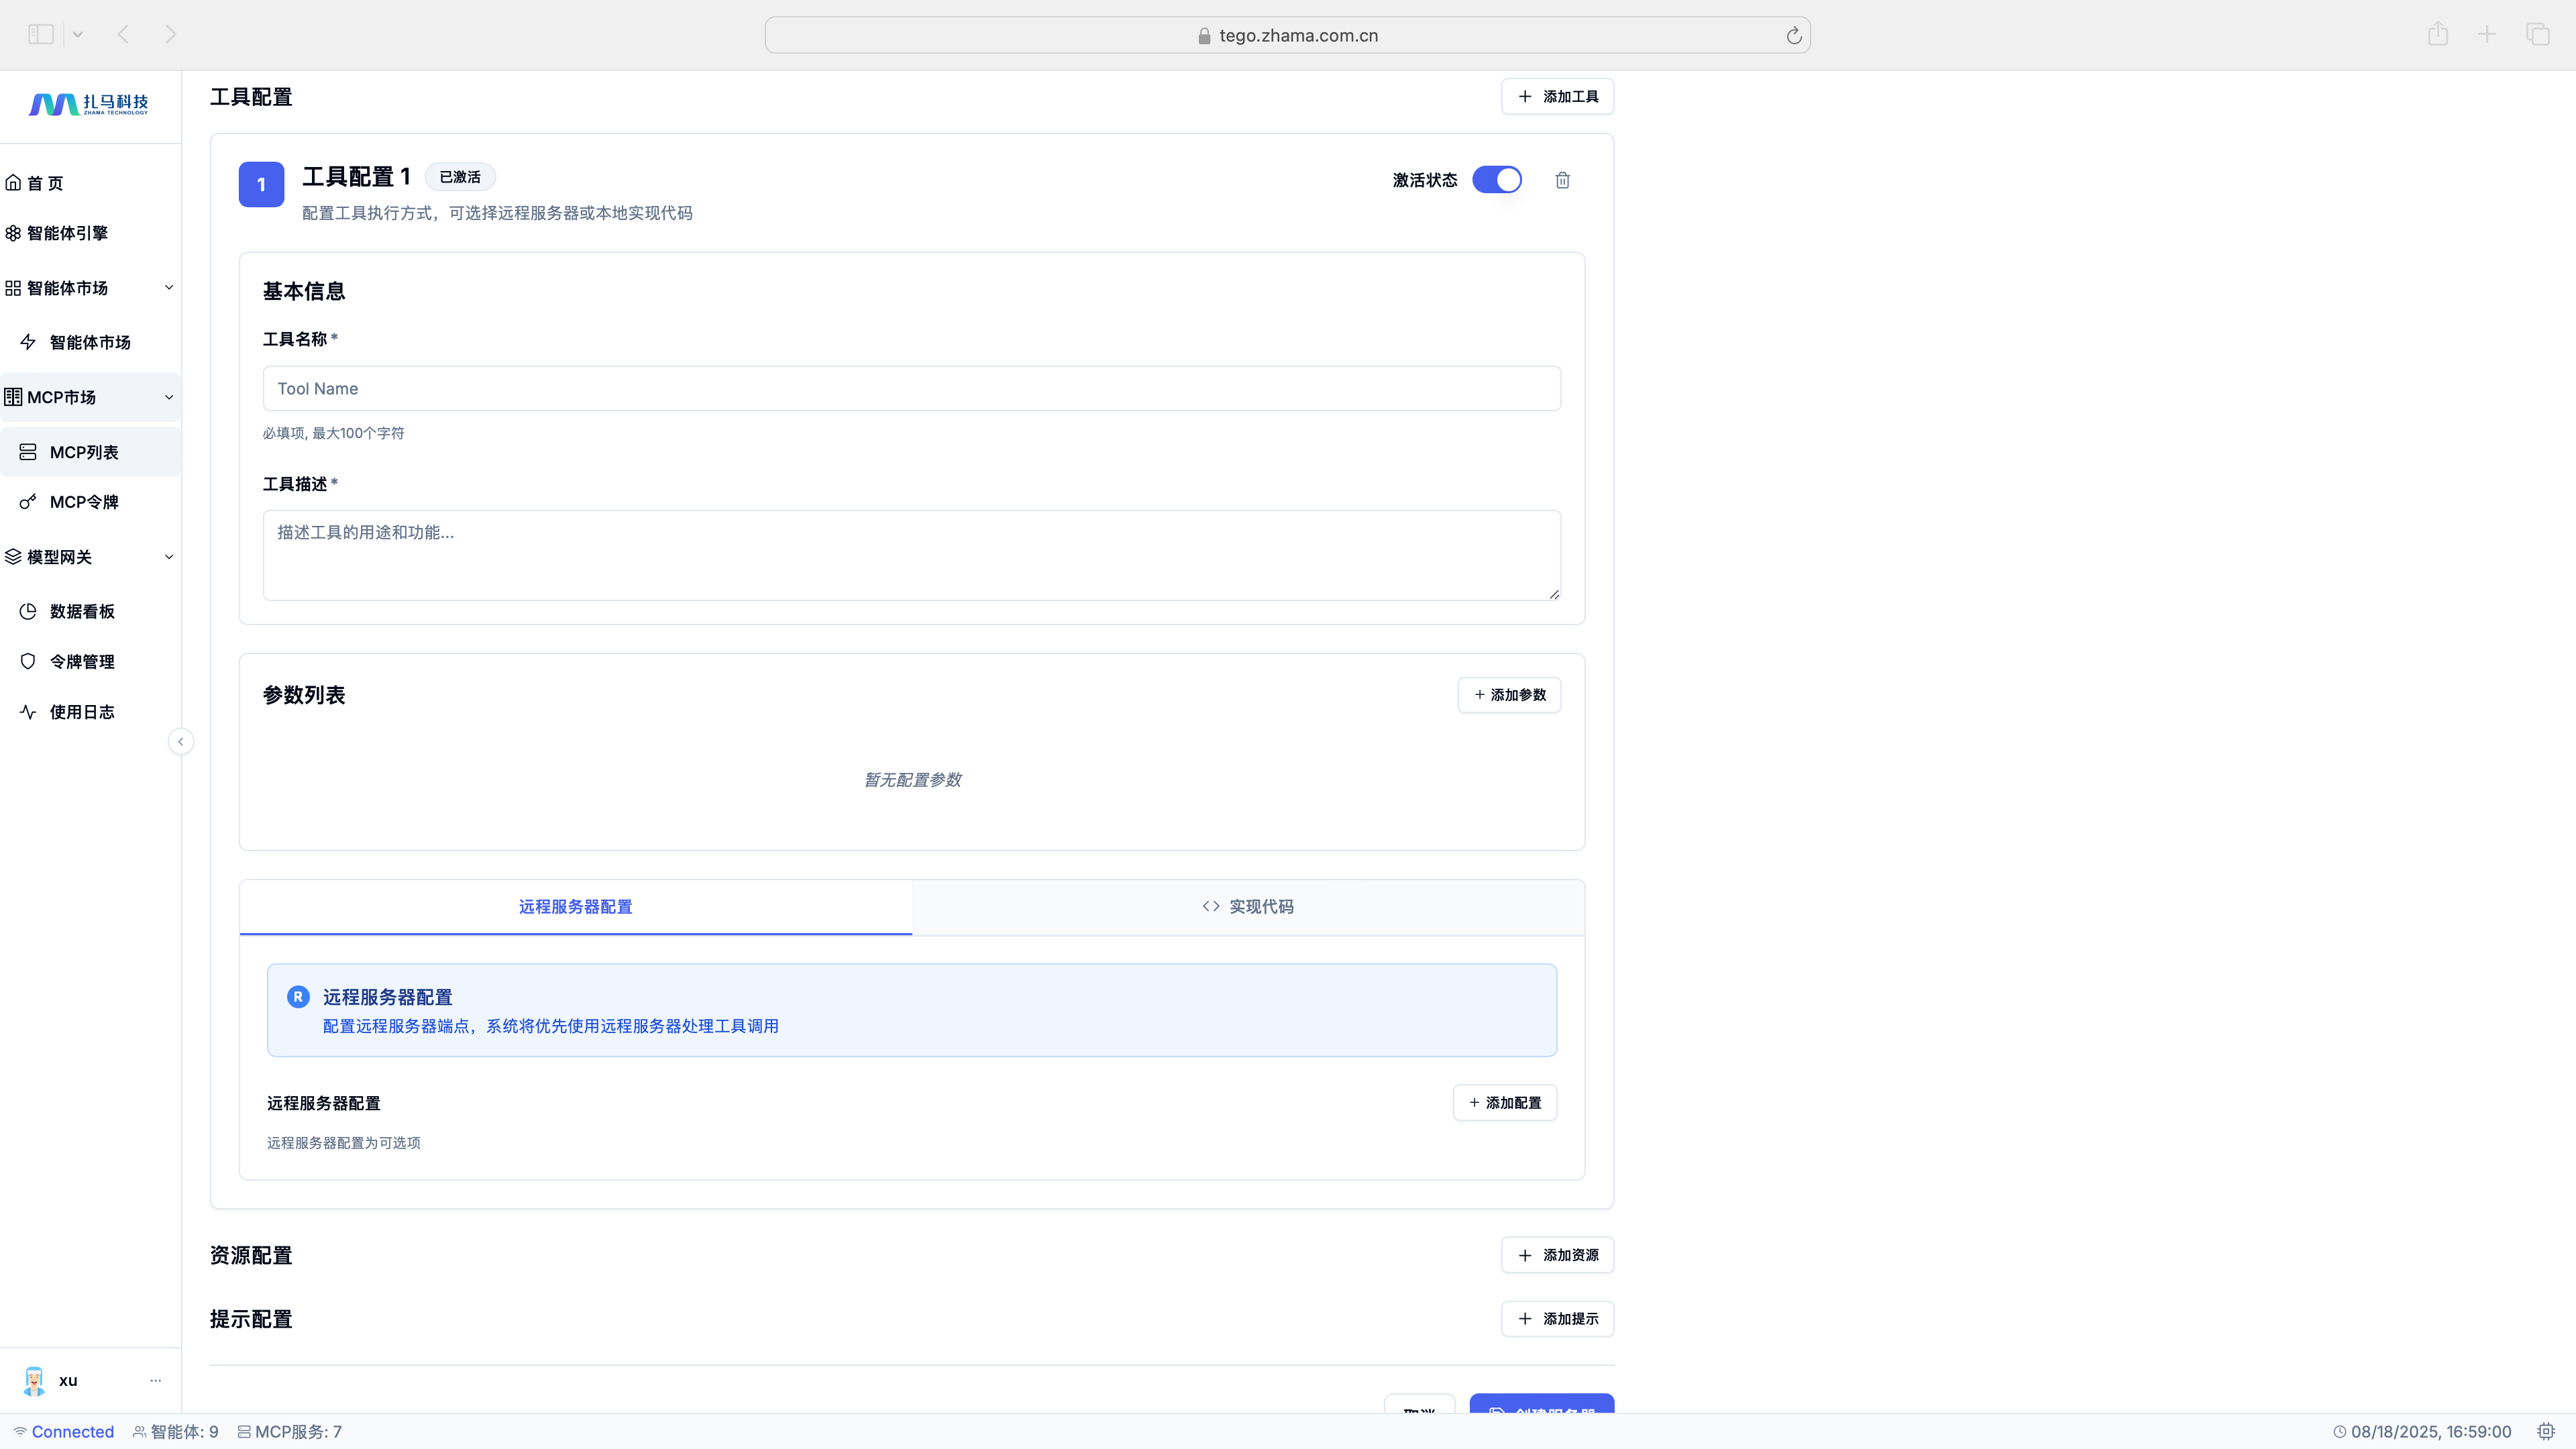 tego.zhama.com.cn
扎马科技
ZHAMA TECHNOLOGY
首 页
智能体引擎
智能体市场
智能体市场
MCP市场
MCP列表
MCP令牌
模型网关
数据看板
令牌管理
使用日志
xu
工具配置
添加工具
1
工具配置 1
已激活
激活状态
配置工具执行方式，可选择远程服务器或本地实现代码
基本信息
工具名称 *
Tool Name
必填项, 最大100个字符
工具描述 *
描述工具的用途和功能...
参数列表
添加参数
暂无配置参数
远程服务器配置
实现代码
R
远程服务器配置
配置远程服务器端点，系统将优先使用远程服务器处理工具调用
远程服务器配置
添加配置
远程服务器配置为可选项
资源配置
添加资源
提示配置
添加提示
取消
创建服务器
Connected
智能体: 9
MCP服务: 7
08/18/2025, 16:59:00